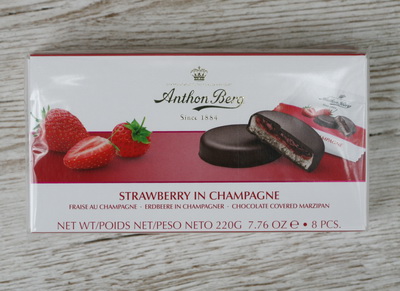 Anthon Berg
Since 1884
STRAWBERRY IN CHAMPAGNE
FRAISE AU CHAMPAGNE · ERDBEERE IN CHAMPAGNER · CHOCOLATE COVERED MARZIPAN
NET WT/POIDS NET/PESO NETO 220G 7.76 OZ ℮ • 8 PCS.